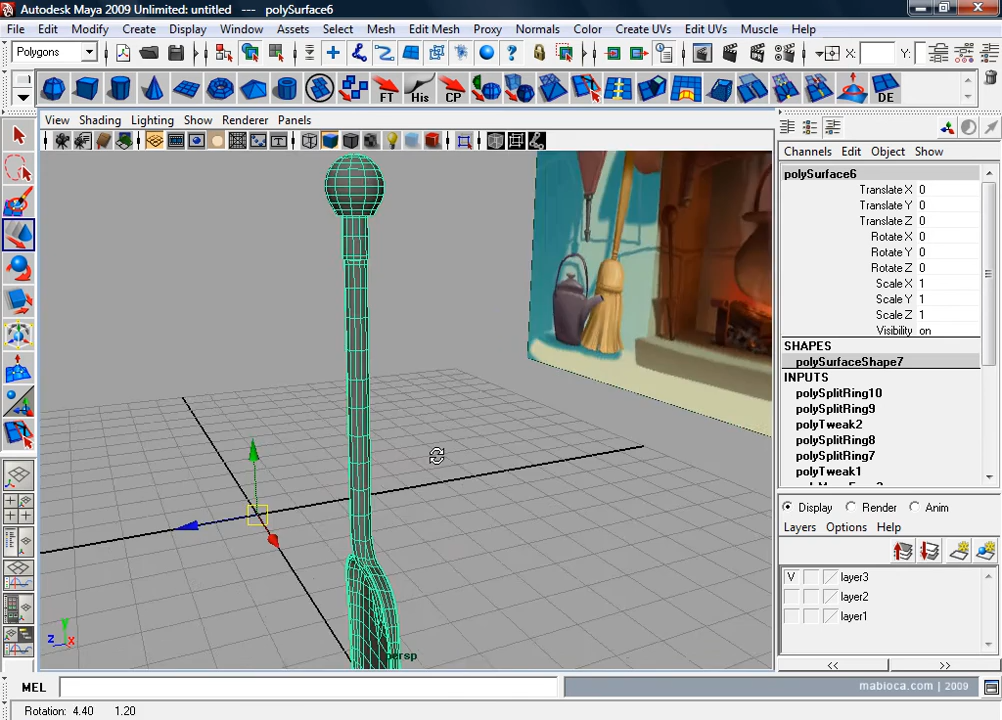 Autodesk Maya 2009 Unlimited: untitled --- polySurface6
File Edit Modify Create Display Window Assets Select Mesh Edit Mesh Proxy Normals Color Create UVs Edit UVs Muscle Help
Polygons X: Y:
FT His CP DE
View Shading Lighting Show Renderer Panels
Channels Edit Object Show
polySurface6
Translate X 0
Translate Y 0
Translate Z 0
Rotate X 0
Rotate Y 0
Rotate Z 0
Scale X 1
Scale Y 1
Scale Z 1
Visibility on
SHAPES
polySurfaceShape7
INPUTS
polySplitRing10
polySplitRing9
polyTweak2
polySplitRing8
polySplitRing7
polyTweak1
Display Render Anim
Layers Options Help
V layer3
layer2
layer1
y
z x
persp
<< >>
MEL mabioca.com | 2009
Rotation: 4.40 1.20